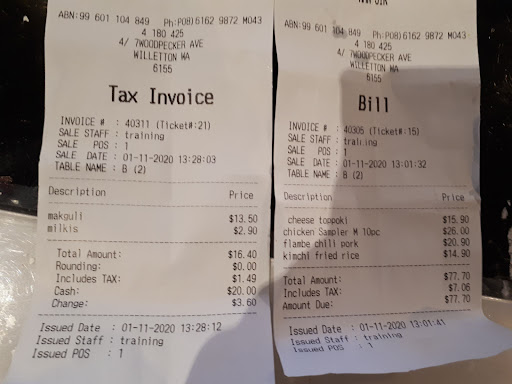 ABN:99 601 104 849 Ph:P08)6162 9872 M043
4 180 425
4/ 7WOODPECKER AVE
WILLETTON WA
6155
Tax Invoice
INVOICE # : 40311 (Ticket#:21)
SALE STAFF : training
SALE POS : 1
SALE DATE : 01-11-2020 13:28:03
TABLE NAME : B (2)
Description Price
makguli $13.50
milkis $2.90
Total Amount: $16.40
Rounding: $0.00
Includes TAX: $1.49
Cash: $20.00
Change: $3.60
Issued Date : 01-11-2020 13:28:12
Issued Staff : training
Issued POS : 1
ABN:99 601 104 849 Ph:P08)6162 9872 M043
4 180 425
4/ 7WOODPECKER AVE
WILLETTON WA
6155
Bill
INVOICE # : 40305 (Ticket#:15)
SALE STAFF : training
SALE POS : 1
SALE DATE : 01-11-2020 13:01:32
TABLE NAME : B (2)
Description Price
cheese toppoki $15.90
chicken Sampler M 10pc $26.00
flambe chili pork $20.90
kimchi fried rice $14.90
Total Amount: $77.70
Includes TAX: $7.06
Amount Due: $77.70
Issued Date : 01-11-2020 13:01:41
Issued Staff : training
Issued POS : 1